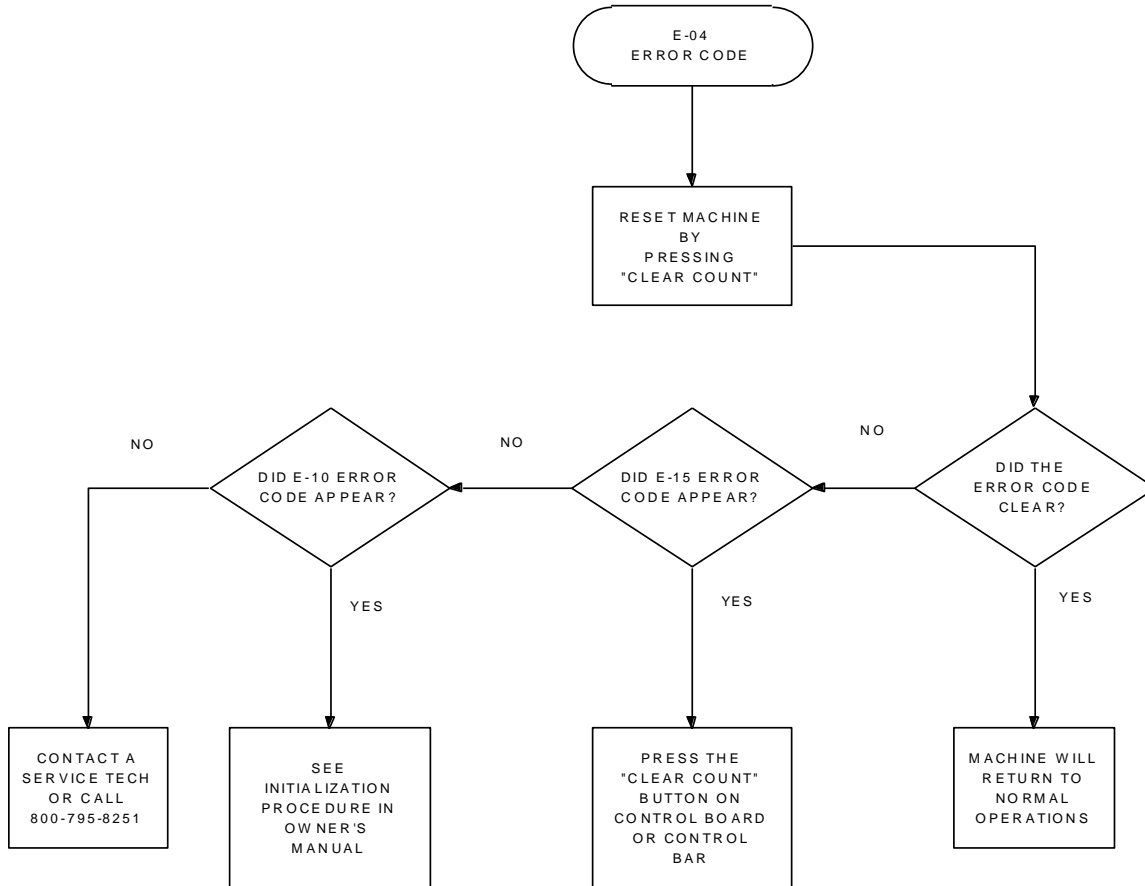 E-04
ERROR CODE
RESET MACHINE
BY
PRESSING
"CLEAR COUNT"
NO
DID E-10 ERROR
CODE APPEAR?
YES
NO
DID E-15 ERROR
CODE APPEAR?
YES
NO
DID THE
ERROR CODE
CLEAR?
YES
CONTACT A
SERVICE TECH
OR CALL
800-795-8251
SEE
INITIALIZATION
PROCEDURE IN
OWNER'S
MANUAL
PRESS THE
"CLEAR COUNT"
BUTTON ON
CONTROL BOARD
OR CONTROL
BAR
MACHINE WILL
RETURN TO
NORMAL
OPERATIONS